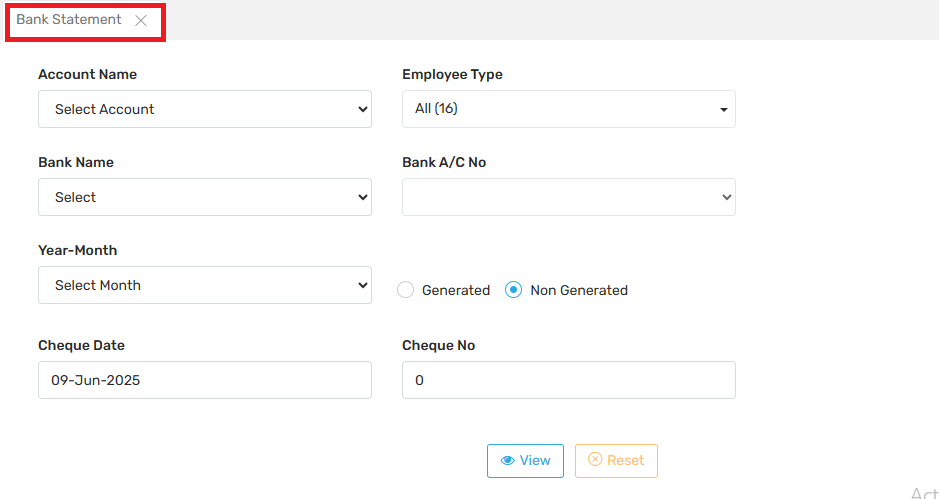 Bank Statement
Account Name
Employee Type
Select Account
All (16)
Bank Name
Bank A/C No
Select
Year-Month
Select Month
Generated
Non Generated
Cheque Date
Cheque No
09-Jun-2025
0
View
Reset
Act